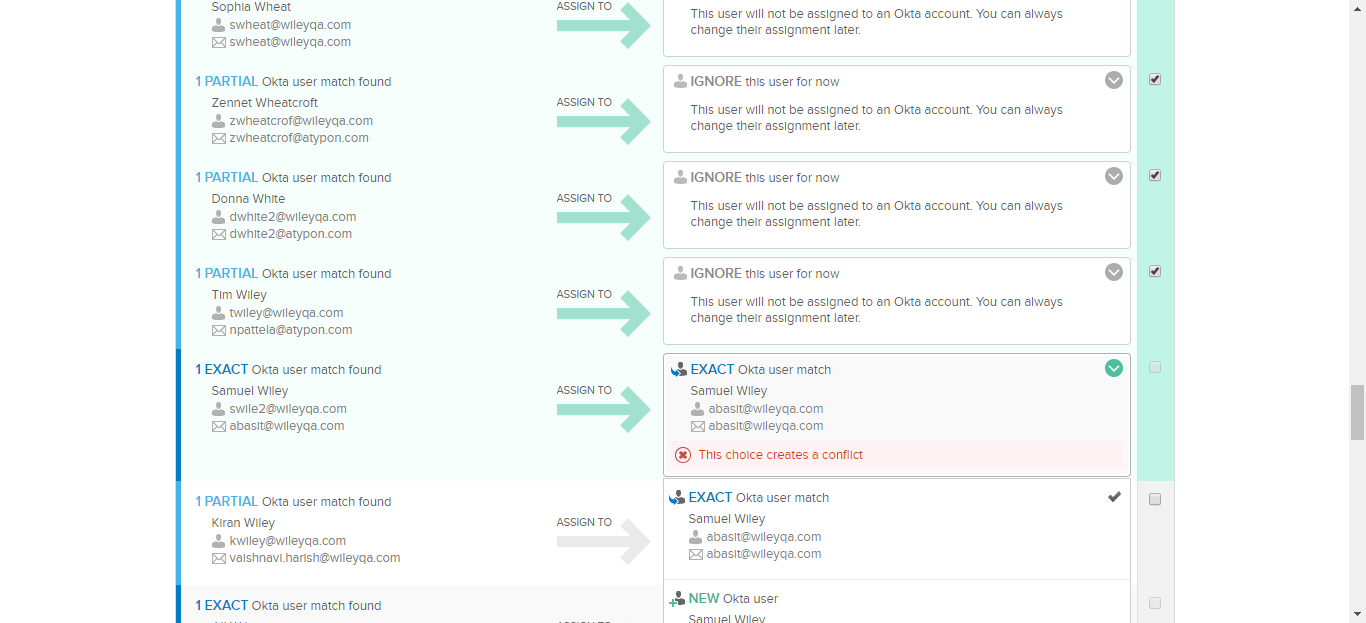 Sophia Wheat
swheat@wileyqa.com
swheat@wileyqa.com
ASSIGN TO
This user will not be assigned to an Okta account. You can always
change their assignment later.
1 PARTIAL Okta user match found
Zennet Wheatcroft
zwheatcrof@wileyqa.com
zwheatcrof@atypon.com
ASSIGN TO
IGNORE this user for now
This user will not be assigned to an Okta account. You can always
change their assignment later.
1 PARTIAL Okta user match found
Donna White
dwhite2@wileyqa.com
dwhite2@atypon.com
ASSIGN TO
IGNORE this user for now
This user will not be assigned to an Okta account. You can always
change their assignment later.
1 PARTIAL Okta user match found
Tim Wiley
twiley@wileyqa.com
npattela@atypon.com
ASSIGN TO
IGNORE this user for now
This user will not be assigned to an Okta account. You can always
change their assignment later.
1 EXACT Okta user match found
Samuel Wiley
swile2@wileyqa.com
abasit@wileyqa.com
ASSIGN TO
EXACT Okta user match
Samuel Wiley
abasit@wileyqa.com
abasit@wileyqa.com
This choice creates a conflict
1 PARTIAL Okta user match found
Kiran Wiley
kwiley@wileyqa.com
vaishnavi.harish@wileyqa.com
ASSIGN TO
EXACT Okta user match
Samuel Wiley
abasit@wileyqa.com
abasit@wileyqa.com
1 EXACT Okta user match found
NEW Okta user
Samuel Wiley